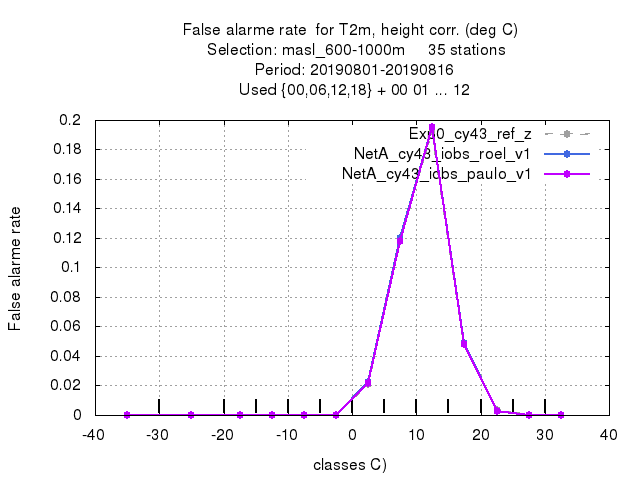 False alarme rate  for T2m, height corr. (deg C)
Selection: masl_600-1000m     35 stations
Period: 20190801-20190816
Used {00,06,12,18} + 00 01 ... 12
Exp0_cy43_ref_z
NetA_cy43_iobs_roel_v1
NetA_cy43_iobs_paulo_v1
False alarme rate
0.2
0.18
0.16
0.14
0.12
0.1
0.08
0.06
0.04
0.02
0
-40 -30 -20 -10 0 10 20 30 40
classes C)